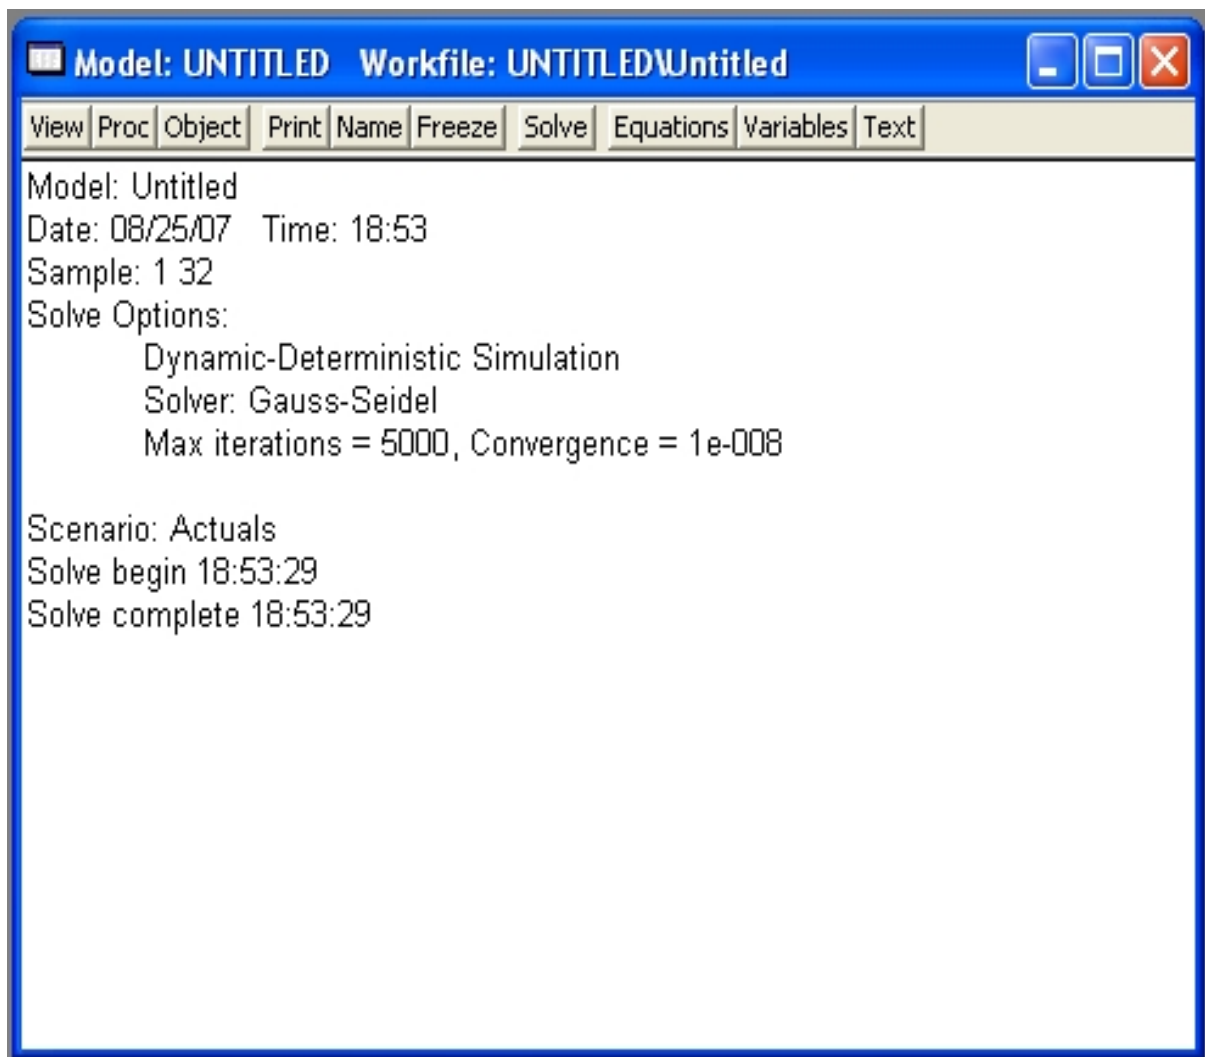 Model: UNTITLED Workfile: UNTITLED\Untitled
View Proc Object Print Name Freeze Solve Equations Variables Text
Model: Untitled
Date: 08/25/07 Time: 18:53
Sample: 1 32
Solve Options:
Dynamic-Deterministic Simulation
Solver: Gauss-Seidel
Max iterations = 5000, Convergence = 1e-008
Scenario: Actuals
Solve begin 18:53:29
Solve complete 18:53:29